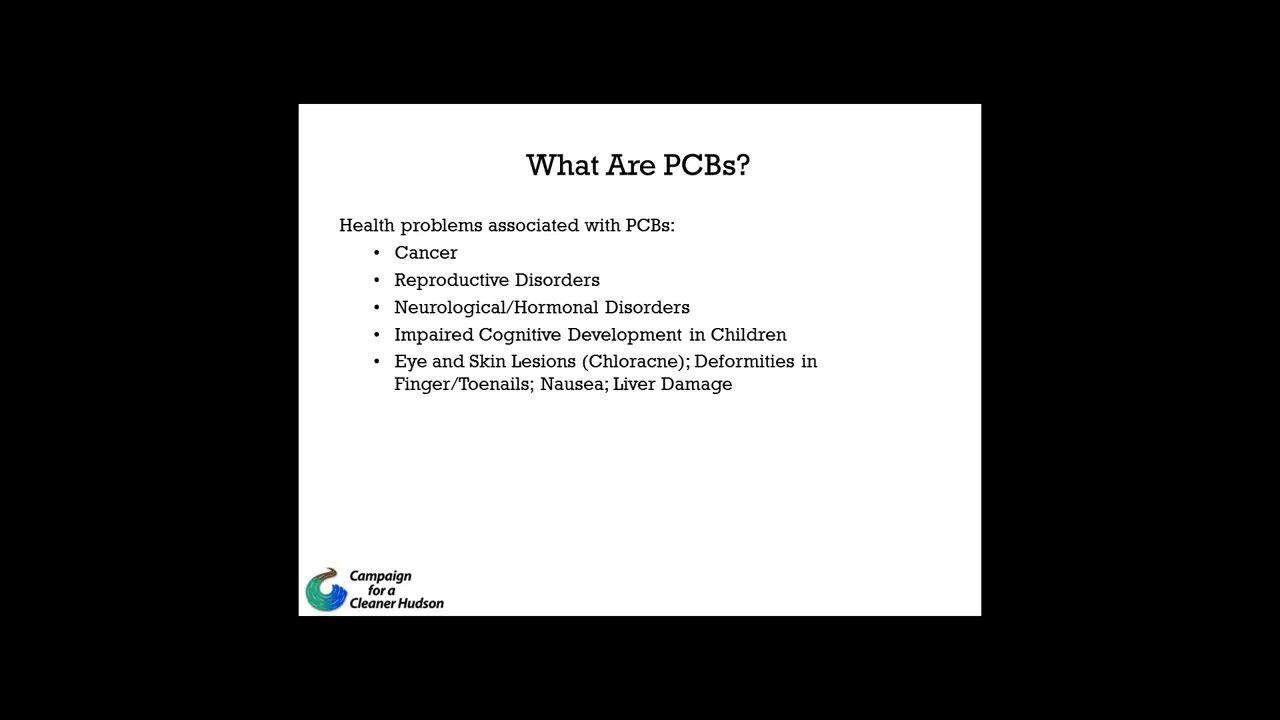 What Are PCBs?
Health problems associated with PCBs:
• Cancer
• Reproductive Disorders
• Neurological/Hormonal Disorders
• Impaired Cognitive Development in Children
• Eye and Skin Lesions (Chloracne); Deformities in
Finger/Toenails; Nausea; Liver Damage
Campaign
for a
Cleaner Hudson